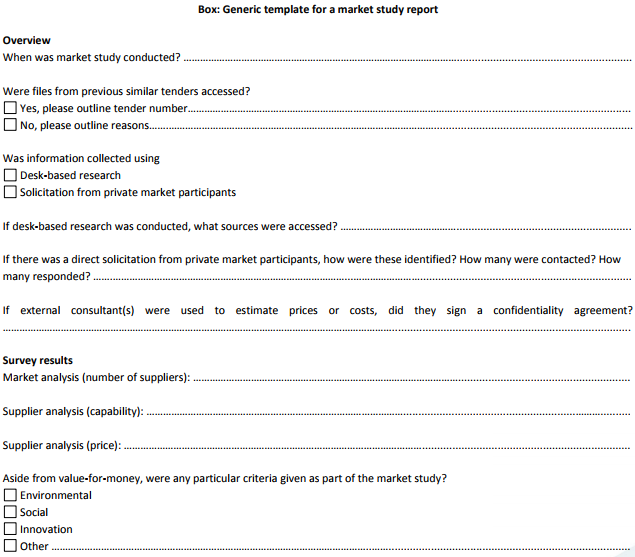 Box: Generic template for a market study report
Overview
When was market study conducted? ..........................................................................................
Were files from previous similar tenders accessed?
Yes, please outline tender number..........................................................................................
No, please outline reasons..........................................................................................
Was information collected using
Desk-based research
Solicitation from private market participants
If desk-based research was conducted, what sources were accessed? ..........................................................................................
If there was a direct solicitation from private market participants, how were these identified? How many were contacted? How
many responded? ..........................................................................................
If external consultant(s) were used to estimate prices or costs, did they sign a confidentiality agreement?
..........................................................................................
Survey results
Market analysis (number of suppliers): ..........................................................................................
Supplier analysis (capability): ..........................................................................................
Supplier analysis (price): ..........................................................................................
Aside from value-for-money, were any particular criteria given as part of the market study?
Environmental
Social
Innovation
Other ..........................................................................................